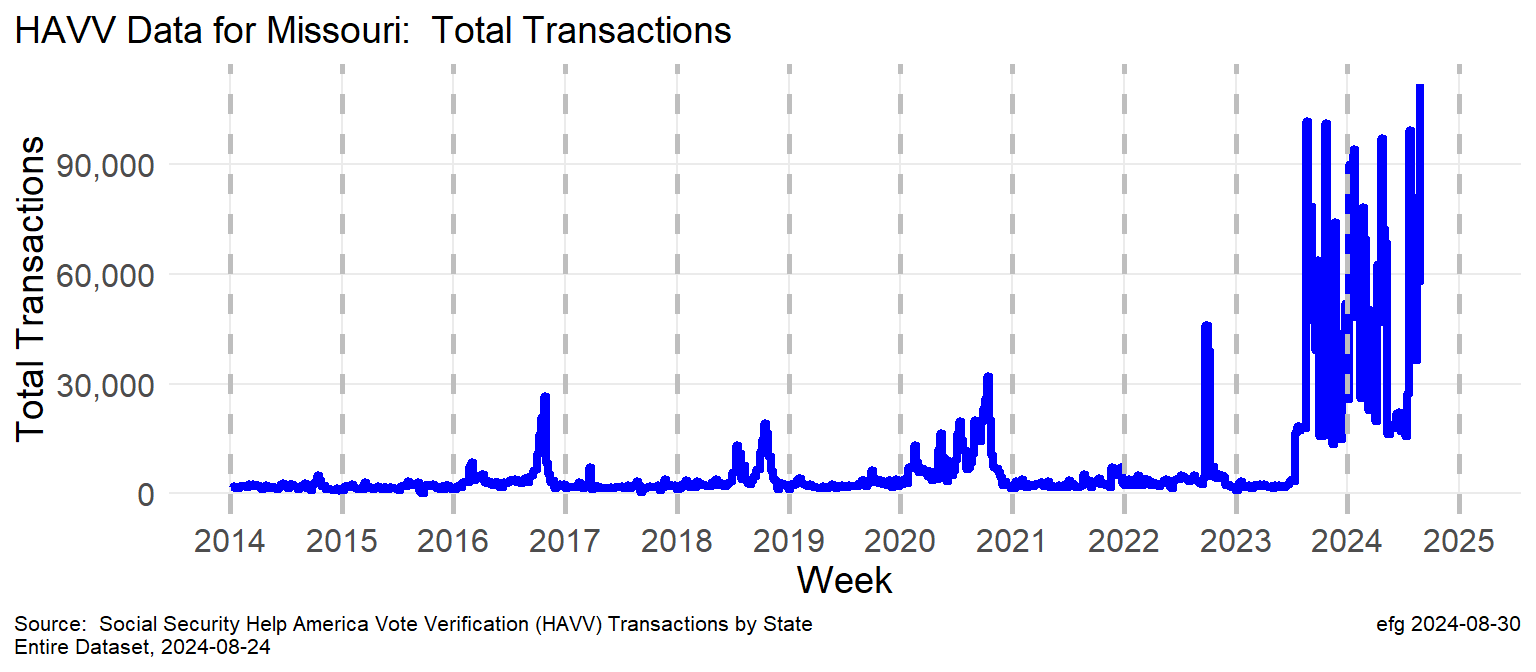 HAVV Data for Missouri:  Total Transactions
Total Transactions
90,000
60,000
30,000
0
2014 2015 2016 2017 2018 2019 2020 2021 2022 2023 2024 2025
Week
Source:  Social Security Help America Vote Verification (HAVV) Transactions by State
Entire Dataset, 2024-08-24
efg 2024-08-30